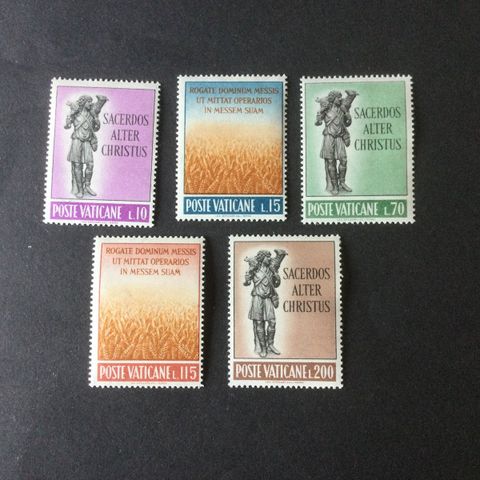 SACERDOS
ALTER
CHRISTUS
POSTE VATICANE L.10
ROGATE DOMINUM MESSIS
UT MITTAT OPERARIOS
IN MESSEM SUAM
POSTE VATICANE L.15
SACERDOS
ALTER
CHRISTUS
POSTE VATICANE L.70
ROGATE DOMINUM MESSIS
UT MITTAT OPERARIOS
IN MESSEM SUAM
POSTE VATICANE L.115
SACERDOS
ALTER
CHRISTUS
POSTE VATICANE L.200